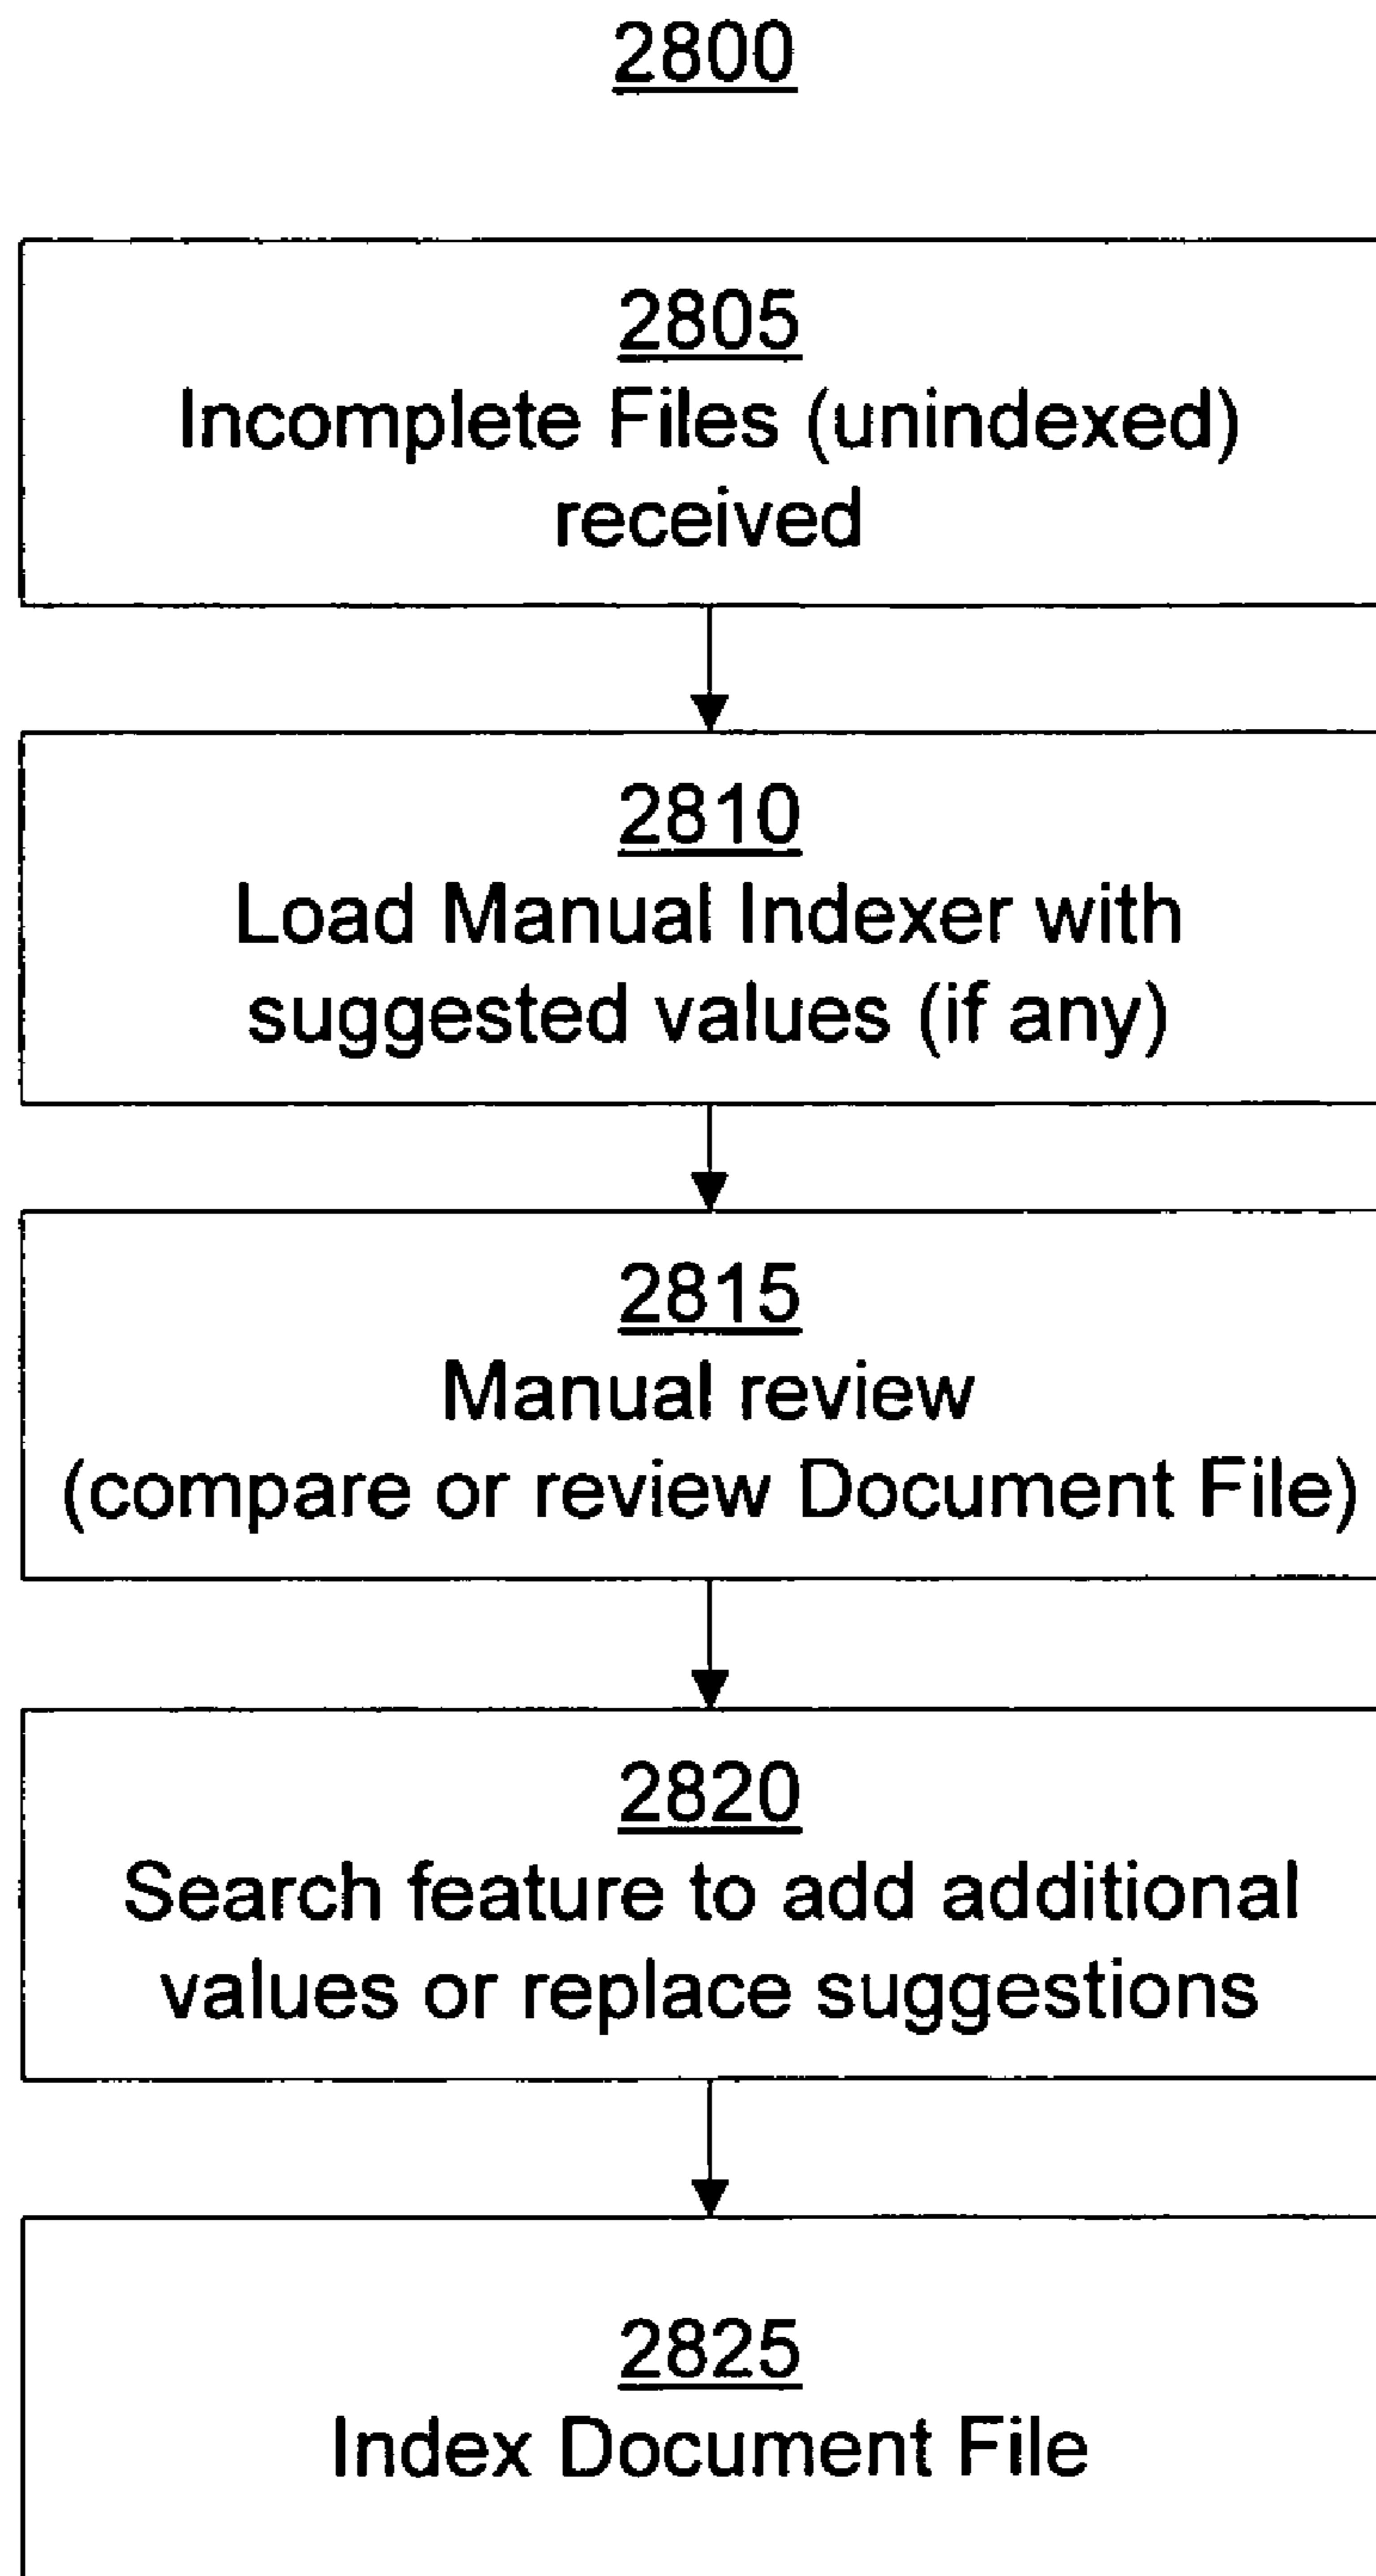 2800
2805
Incomplete Files (unindexed)
received
2810
Load Manual Indexer with
suggested values (if any)
2815
Manual review
(compare or review Document File)
2820
Search feature to add additional
values or replace suggestions
2825
Index Document File